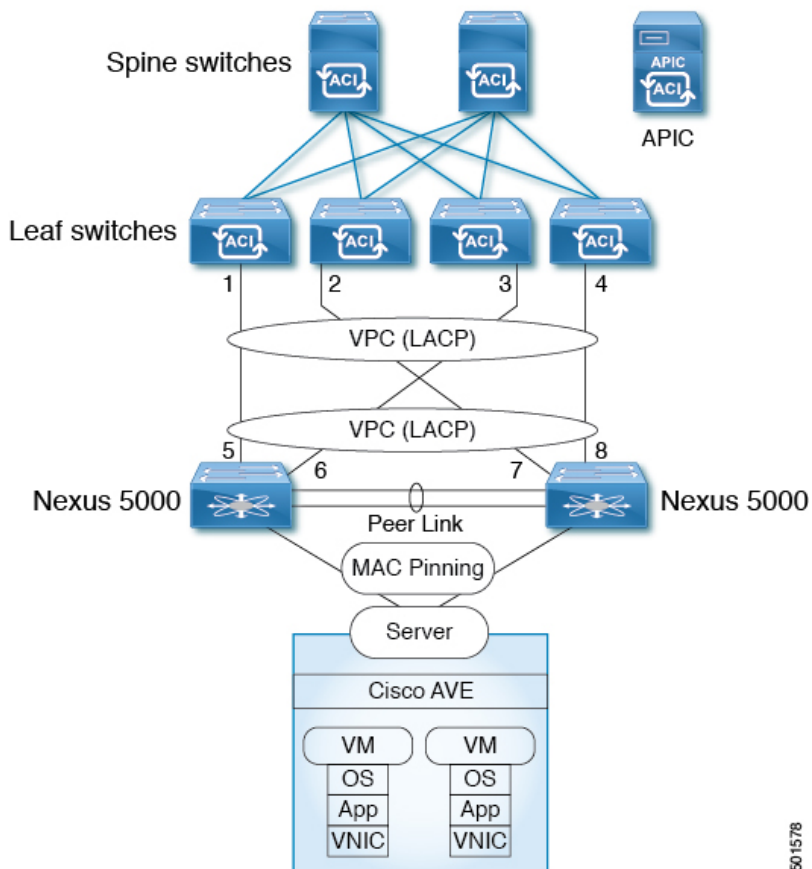 Spine switches
ACI
ACI
APIC
ACI
APIC
Leaf switches
ACI
ACI
ACI
ACI
1
2
3
4
VPC (LACP)
VPC (LACP)
5
6
7
8
Nexus 5000
Nexus 5000
Peer Link
MAC Pinning
Server
Cisco AVE
VM
VM
OS
OS
App
App
VNIC
VNIC
501578